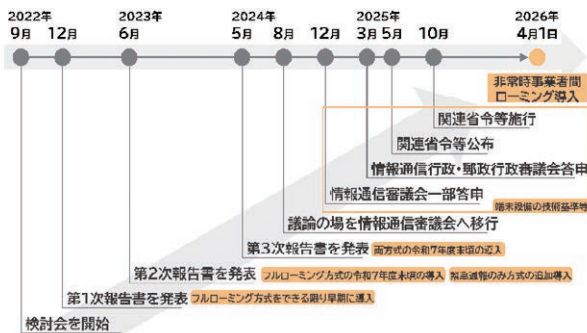 2022年 2023年 2024年 2025年 2026年
9月 12月 6月 5月 8月 12月 3月 5月 10月 4月1日
非常時事業者間
ローミング導入
関連省令等施行
関連省令等公布
情報通信行政・郵政行政審議会答申
情報通信審議会一部答申
端末設備の技術基準等
議論の場を情報通信審議会へ移行
第3次報告書を発表 両方式の令和7年度末頃の導入
第2次報告書を発表 フルローミング方式の令和7年度末頃の導入 緊急通報のみ方式の追加導入
第1次報告書を発表 フルローミング方式をできる限り早期に導入
検討会を開始